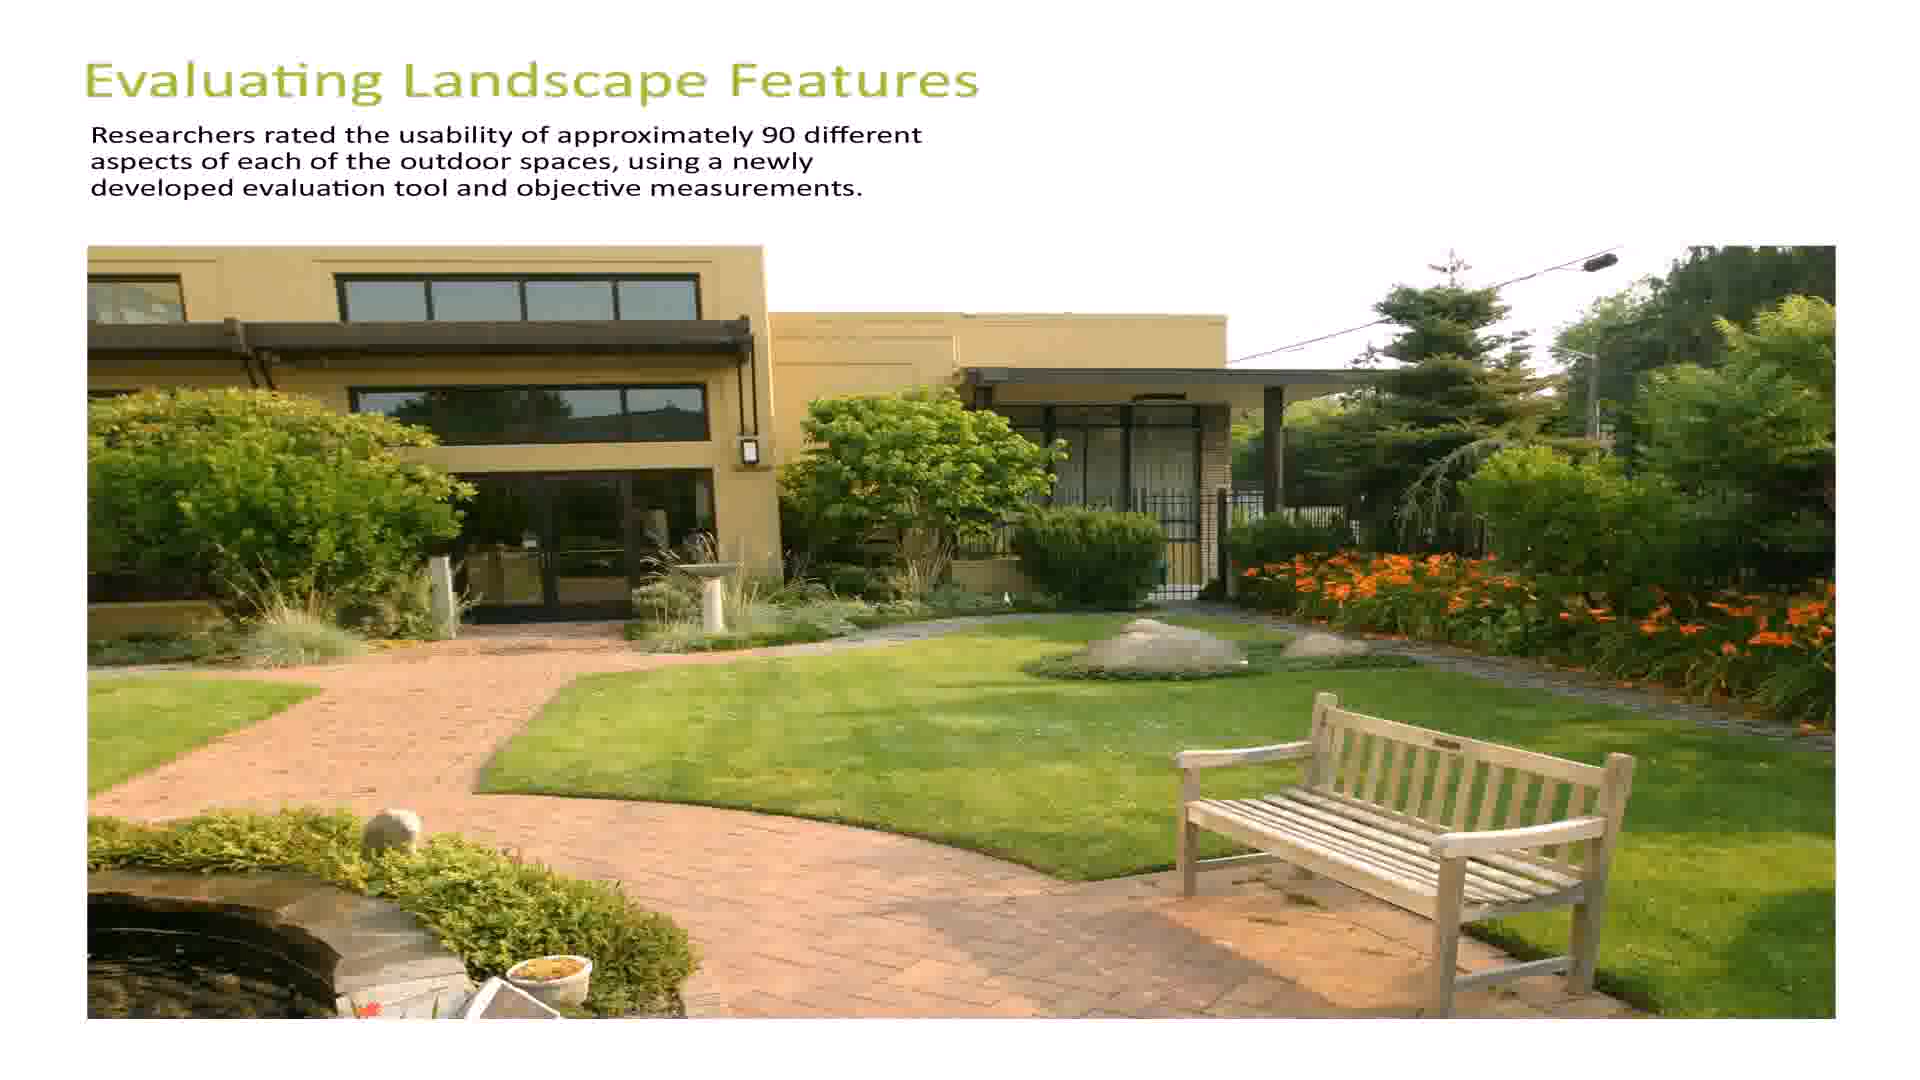 Evaluating Landscape Features
Researchers rated the usability of approximately 90 different
aspects of each of the outdoor spaces, using a newly
developed evaluation tool and objective measurements.